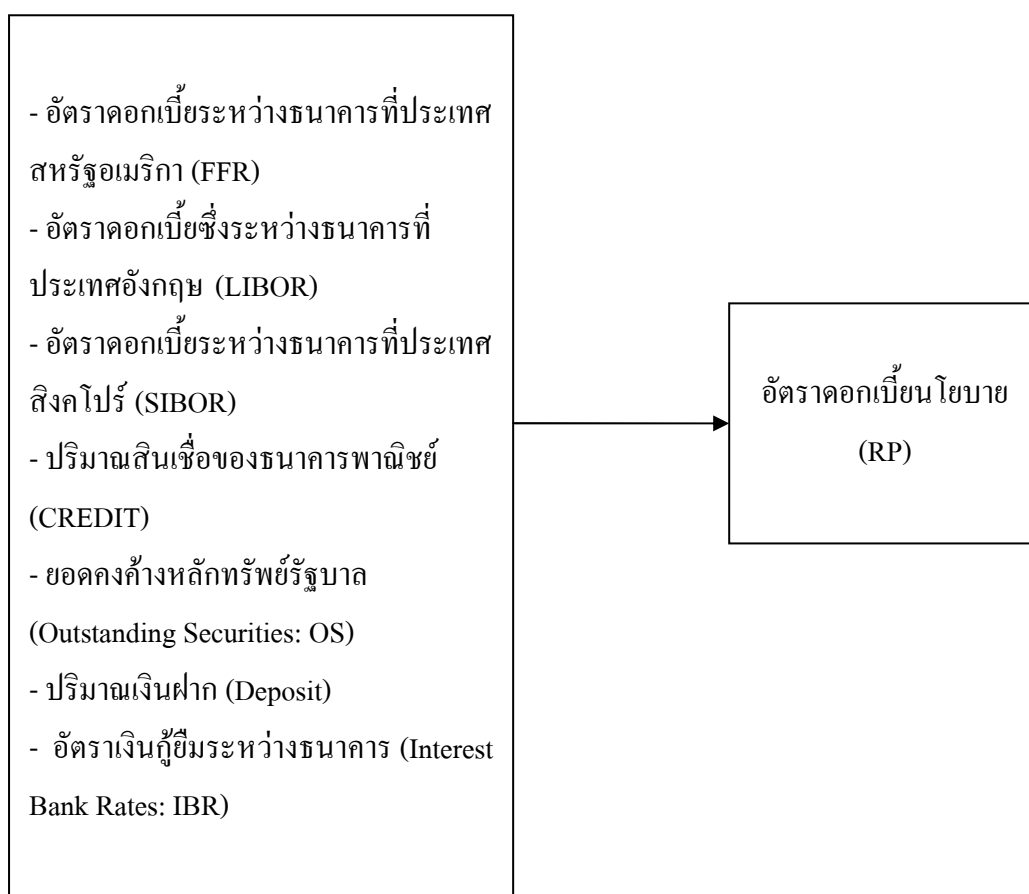 - อัตราดอกเบี้ยระหว่างธนาคารที่ประเทศ
สหรัฐอเมริกา (FFR)
- อัตราดอกเบี้ยซึ่งระหว่างธนาคารที่
ประเทศอังกฤษ (LIBOR)
- อัตราดอกเบี้ยระหว่างธนาคารที่ประเทศ
สิงคโปร์ (SIBOR)
- ปริมาณสินเชื่อของธนาคารพาณิชย์
(CREDIT)
- ยอดคงค้างหลักทรัพย์รัฐบาล
(Outstanding Securities: OS)
- ปริมาณเงินฝาก (Deposit)
- อัตราเงินกู้ยืมระหว่างธนาคาร (Interest
Bank Rates: IBR)
อัตราดอกเบี้ยนโยบาย
(RP)